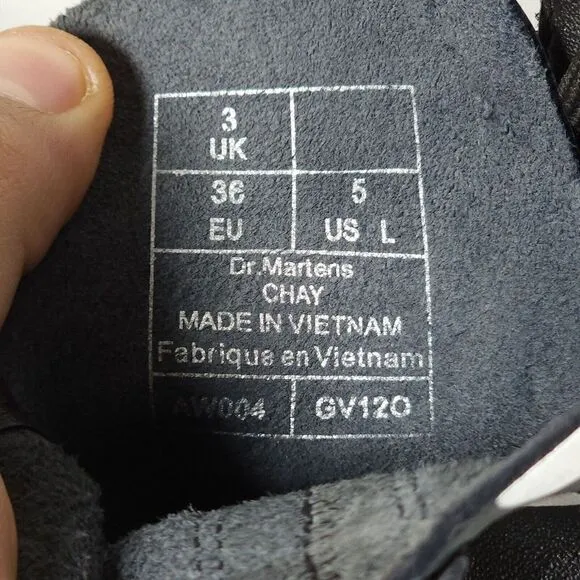 3
UK
36 5
EU US L
Dr.Martens
CHAY
MADE IN VIETNAM
Fabrique en Vietnam
AW004 GV12O